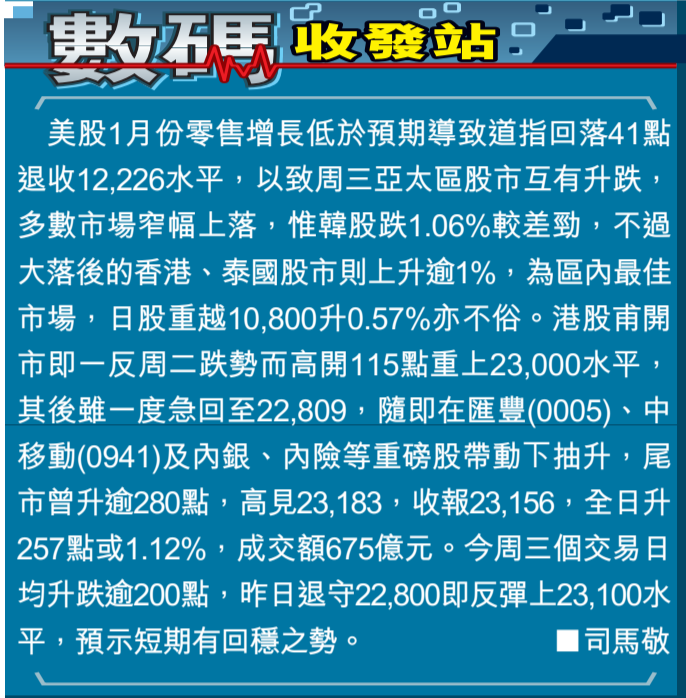 數碼收發站
美股1月份零售增長低於預期導致道指回落41點
退收12,226水平，以致周三亞太區股市互有升跌，
多數市場窄幅上落，惟韓股跌1.06%較差勁，不過
大落後的香港、泰國股市則上升逾1%，為區內最佳
市場，日股重越10,800升0.57%亦不俗。港股甫開
市即一反周二跌勢而高開115點重上23,000水平，
其後雖一度急回至22,809，隨即在匯豐(0005)、中
移動(0941)及內銀、內險等重磅股帶動下抽升，尾
市曾升逾280點，高見23,183，收報23,156，全日升
257點或1.12%，成交額675億元。今周三個交易日
均升跌逾200點，昨日退守22,800即反彈上23,100水
平，預示短期有回穩之勢。 ■司馬敬